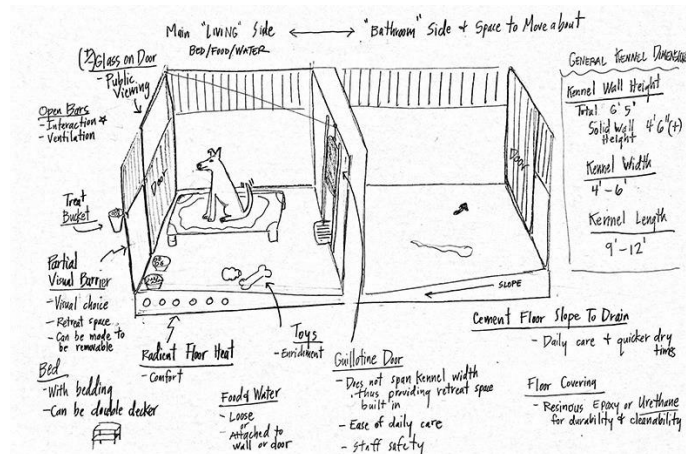 Main "LIVING" Side ⟷ "Bathroom" Side & Space to Move about
BED/FOOD/WATER
(½) Glass on Door
- Public
Viewing
Open Bars
- Interaction ☆
- Ventilation
Treat
Bucket
Partial
Visual Barrier
- Visual choice
- Retreat space
- Can be made to
be removable
Bed
- With bedding
- Can be double decker
DOOR
DOOR
Radient Floor Heat
- Comfort
Food & Water
- Loose
or
- Attached to
wall or door
Toys
- Enrichment
Guillotine Door
- Does not span kennel width
, thus providing retreat space
built in
- Ease of daily care
- Staff safety
SLOPE
Cement Floor Slope To Drain
- Daily care & quicker dry
times
Floor Covering
- Resinous Epoxy or Urethane
for durability & cleanability
GENERAL KENNEL DIMENSION
Kennel Wall Height
Total 6' 5"
Solid Wall 4'6"(+)
Height
Kennel Width
4' - 6'
Kennel Length
9' - 12'